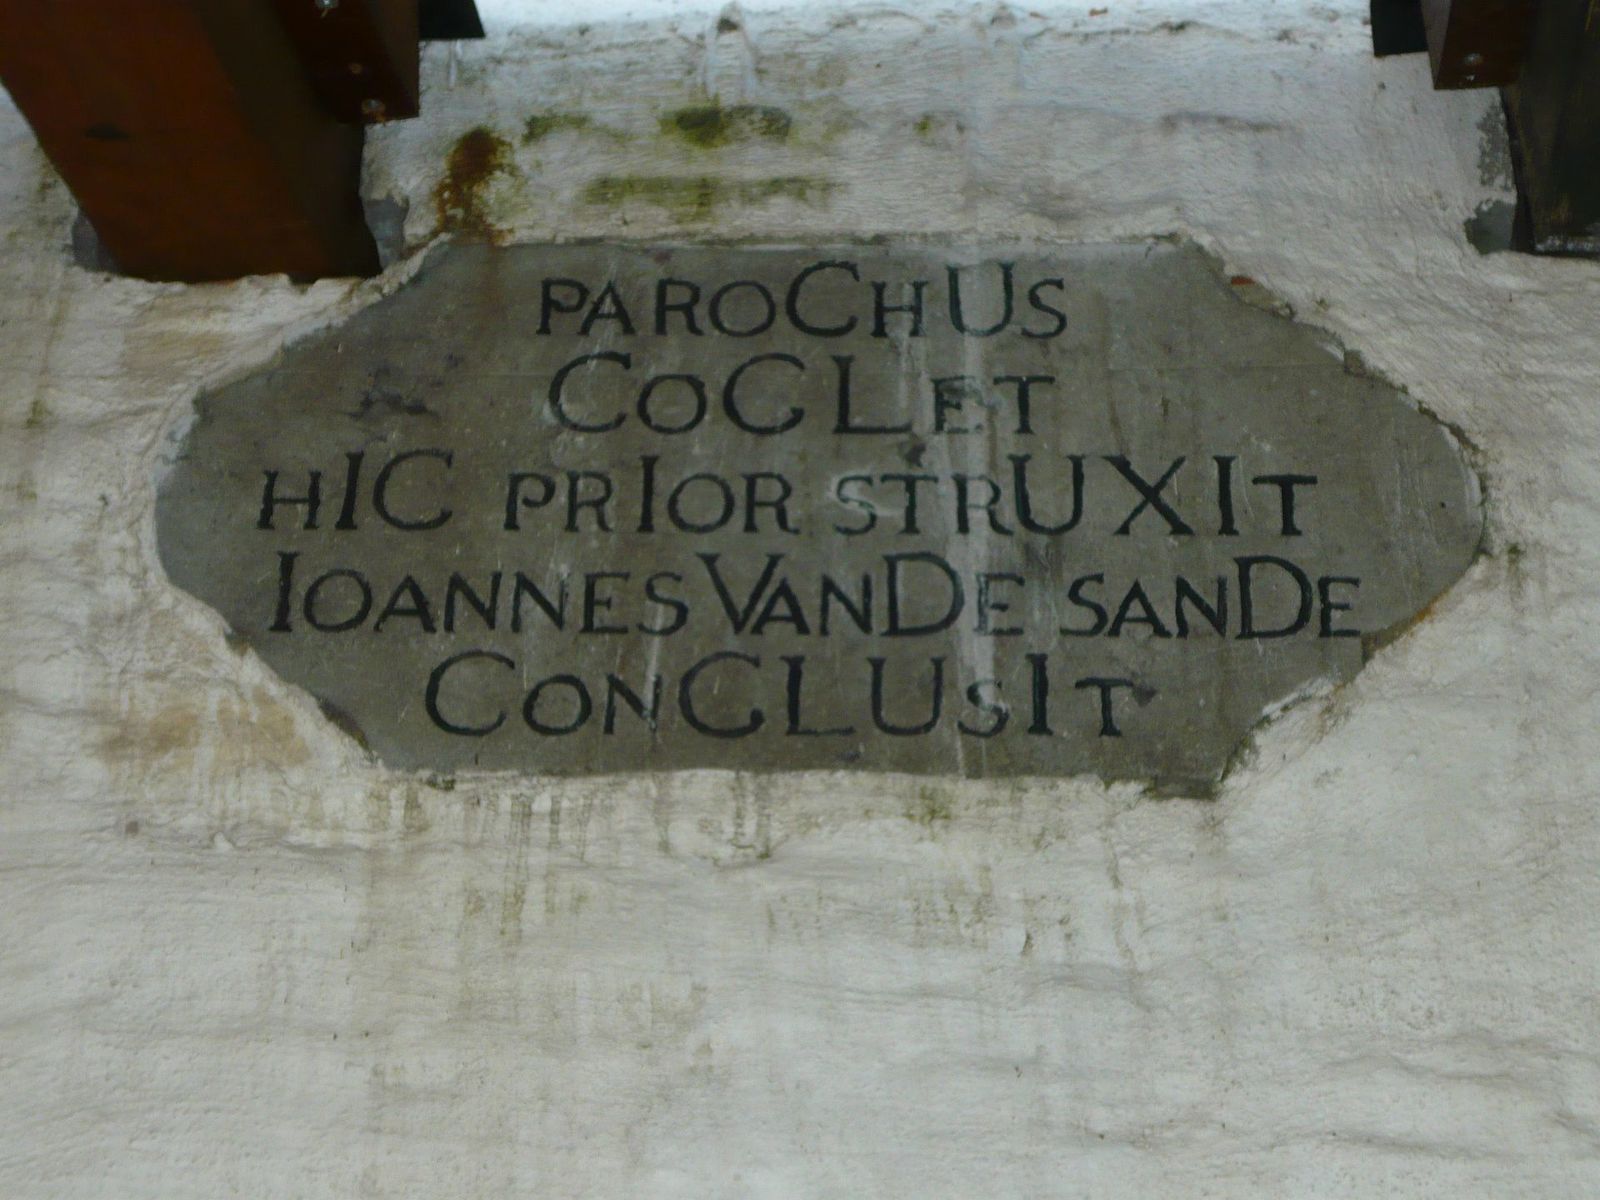 PAROCHUS
COCLET
HIC PRIOR STRUXIT
IOANNES VANDE SANDE
CONCLUSIT